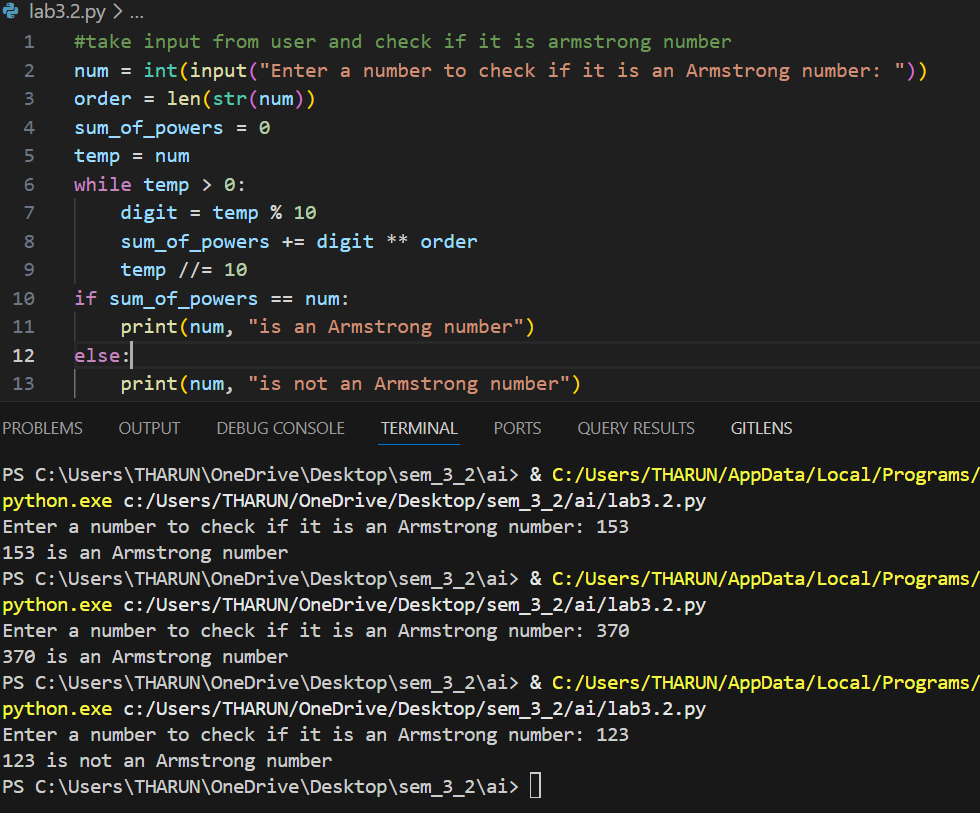 lab3.2.py > ...
1 #take input from user and check if it is armstrong number
2 num = int(input("Enter a number to check if it is an Armstrong number: "))
3 order = len(str(num))
4 sum_of_powers = 0
5 temp = num
6 while temp > 0:
7     digit = temp % 10
8     sum_of_powers += digit ** order
9     temp //= 10
10 if sum_of_powers == num:
11     print(num, "is an Armstrong number")
12 else:
13     print(num, "is not an Armstrong number")
PROBLEMS OUTPUT DEBUG CONSOLE TERMINAL PORTS QUERY RESULTS GITLENS
PS C:\Users\THARUN\OneDrive\Desktop\sem_3_2\ai> & C:/Users/THARUN/AppData/Local/Programs/
python.exe c:/Users/THARUN/OneDrive/Desktop/sem_3_2/ai/lab3.2.py
Enter a number to check if it is an Armstrong number: 153
153 is an Armstrong number
PS C:\Users\THARUN\OneDrive\Desktop\sem_3_2\ai> & C:/Users/THARUN/AppData/Local/Programs/
python.exe c:/Users/THARUN/OneDrive/Desktop/sem_3_2/ai/lab3.2.py
Enter a number to check if it is an Armstrong number: 370
370 is an Armstrong number
PS C:\Users\THARUN\OneDrive\Desktop\sem_3_2\ai> & C:/Users/THARUN/AppData/Local/Programs/
python.exe c:/Users/THARUN/OneDrive/Desktop/sem_3_2/ai/lab3.2.py
Enter a number to check if it is an Armstrong number: 123
123 is not an Armstrong number
PS C:\Users\THARUN\OneDrive\Desktop\sem_3_2\ai>